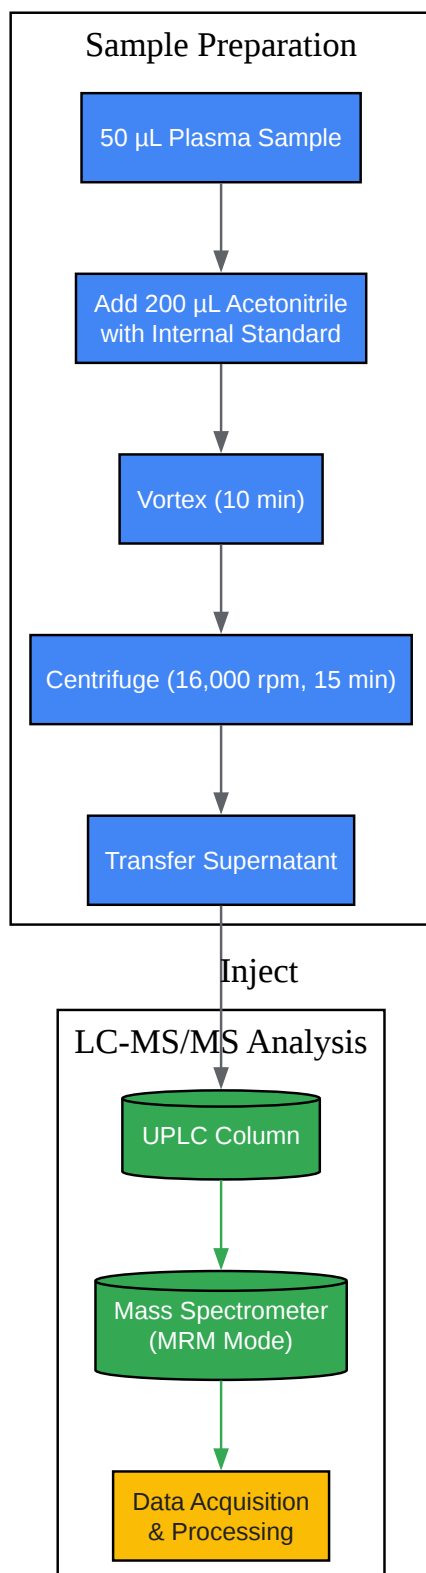 Sample Preparation
50 µL Plasma Sample
Add 200 µL Acetonitrile
with Internal Standard
Vortex (10 min)
Centrifuge (16,000 rpm, 15 min)
Transfer Supernatant
Inject
LC-MS/MS Analysis
UPLC Column
Mass Spectrometer
(MRM Mode)
Data Acquisition
& Processing